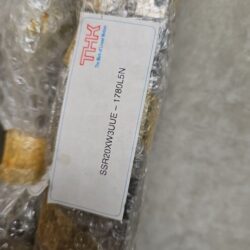 THK
The Mark of Linear Motion
SSR20XW3UUE - 1780L5N